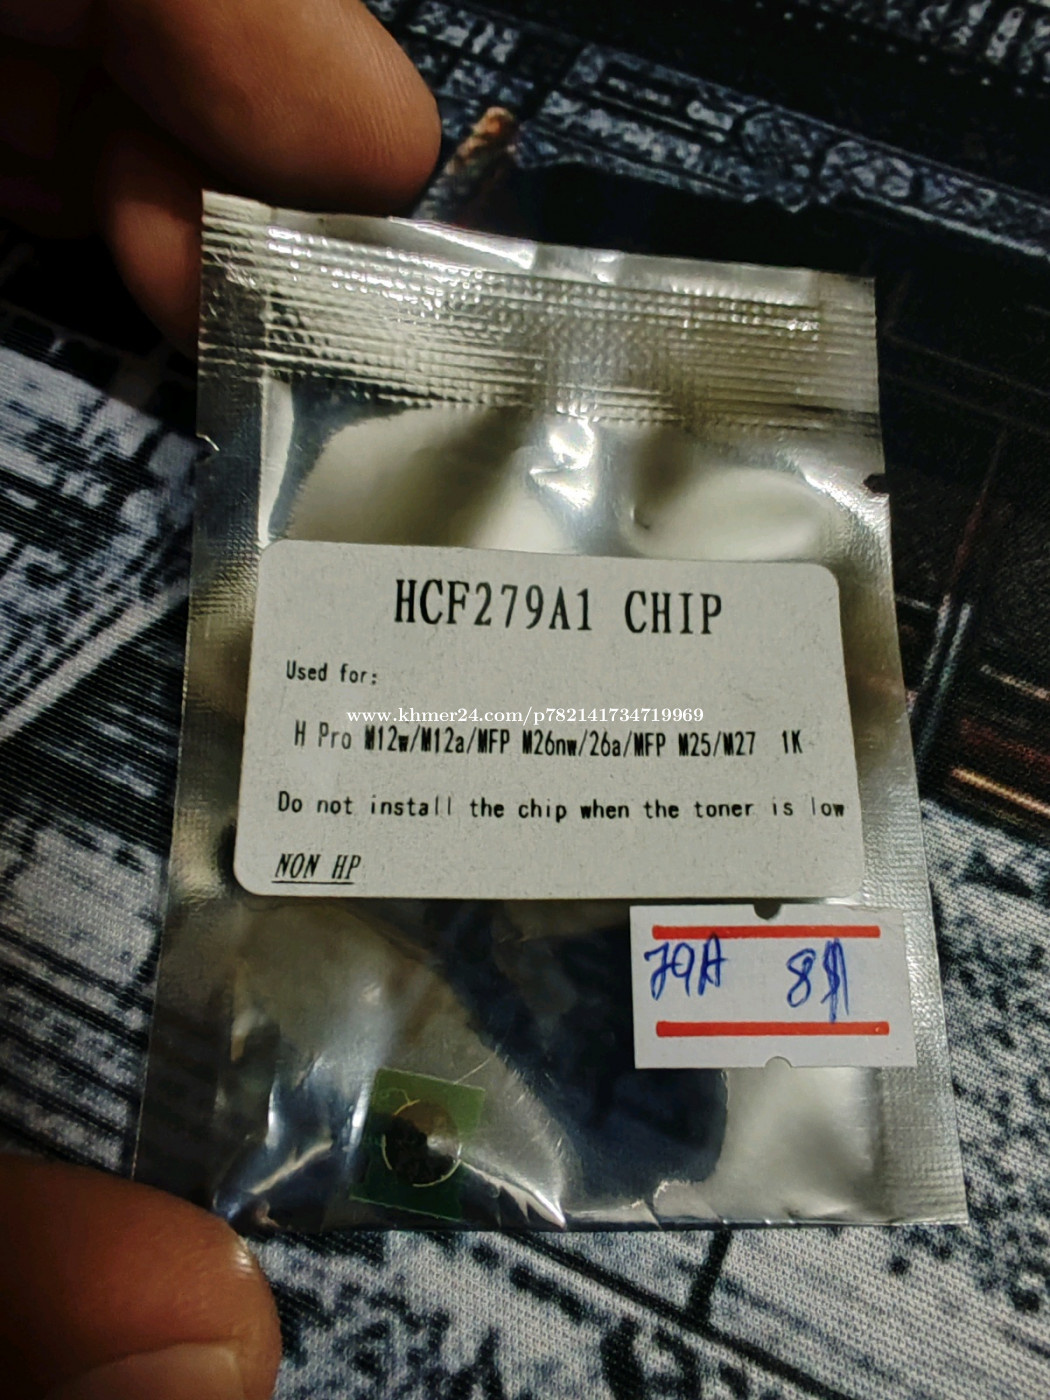 HCF279A1 CHIP
Used for:
www.khmer24.com/p782141734719969
H Pro M12w/M12a/MFP M26nw/26a/MFP M25/M27 1K
Do not install the chip when the toner is low
NON HP
79A 8$